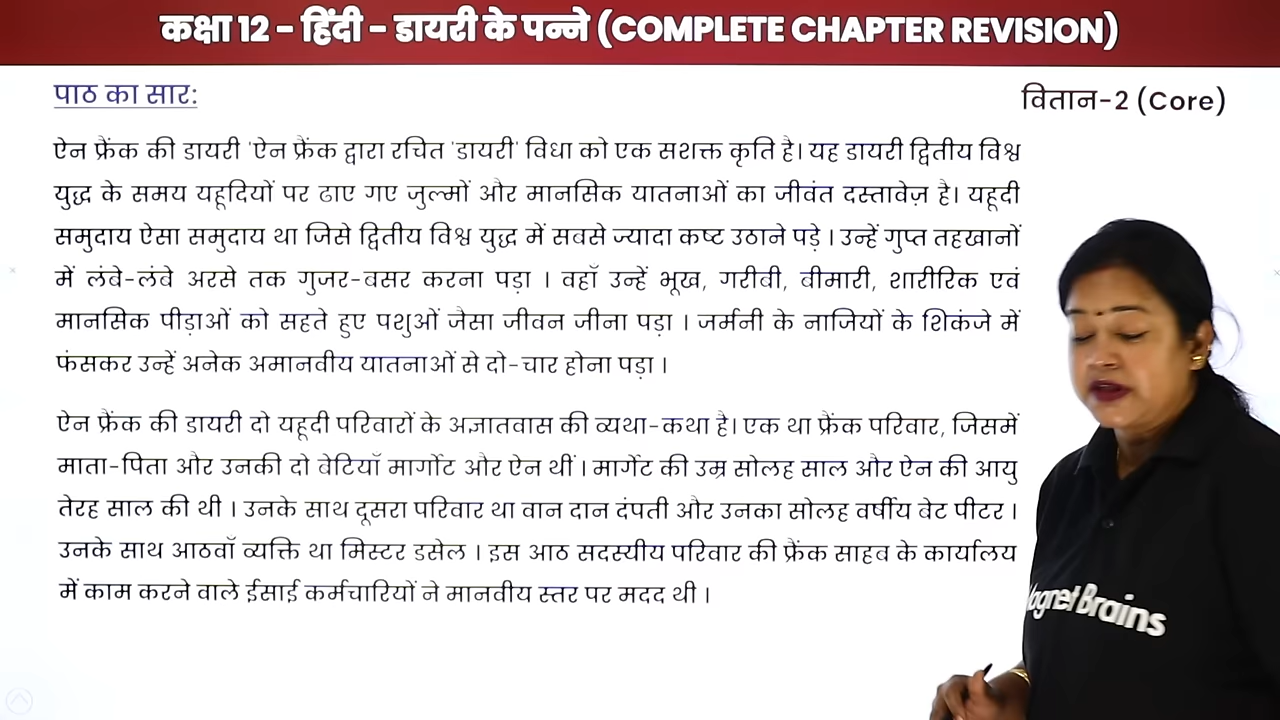 कक्षा 12 - हिंदी - डायरी के पन्ने (COMPLETE CHAPTER REVISION)
पाठ का सार:
वितान-2 (Core)
ऐन फ्रैंक की डायरी 'ऐन फ्रैंक द्वारा रचित 'डायरी' विधा को एक सशक्त कृति है। यह डायरी द्वितीय विश्व
युद्ध के समय यहूदियों पर ढाए गए जुल्मों और मानसिक यातनाओं का जीवंत दस्तावेज़ है। यहूदी
समुदाय ऐसा समुदाय था जिसे द्वितीय विश्व युद्ध में सबसे ज्यादा कष्ट उठाने पड़े । उन्हें गुप्त तहखानों
में लंबे-लंबे अरसे तक गुजर-बसर करना पड़ा । वहाँ उन्हें भूख, गरीबी, बीमारी, शारीरिक एवं
मानसिक पीड़ाओं को सहते हुए पशुओं जैसा जीवन जीना पड़ा । जर्मनी के नाजियों के शिकंजे में
फंसकर उन्हें अनेक अमानवीय यातनाओं से दो-चार होना पड़ा ।
ऐन फ्रैंक की डायरी दो यहूदी परिवारों के अज्ञातवास की व्यथा-कथा है। एक था फ्रैंक परिवार, जिसमें
माता-पिता और उनकी दो बेटियाँ मार्गोट और ऐन थीं । मार्गेट की उम्र सोलह साल और ऐन की आयु
तेरह साल की थी । उनके साथ दूसरा परिवार था वान दान दंपती और उनका सोलह वर्षीय बेट पीटर ।
उनके साथ आठवाँ व्यक्ति था मिस्टर डसेल । इस आठ सदस्यीय परिवार की फ्रैंक साहब के कार्यालय
में काम करने वाले ईसाई कर्मचारियों ने मानवीय स्तर पर मदद थी ।
Magnet Brains